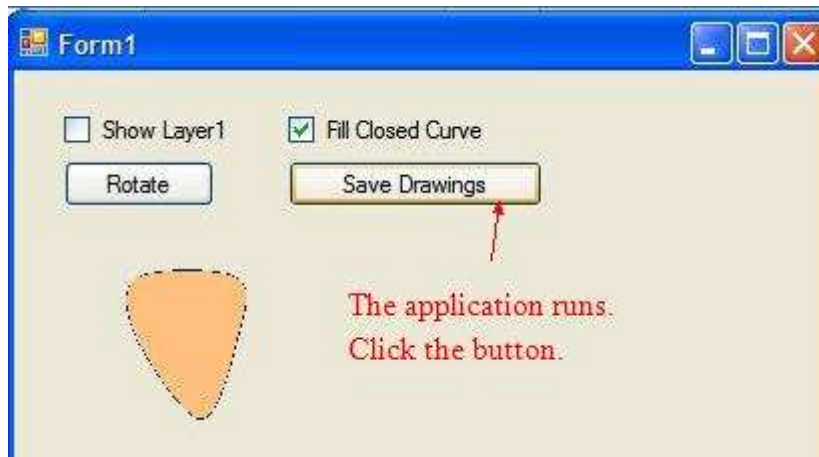 Form1
Show Layer1 Fill Closed Curve
Rotate Save Drawings
The application runs.
Click the button.